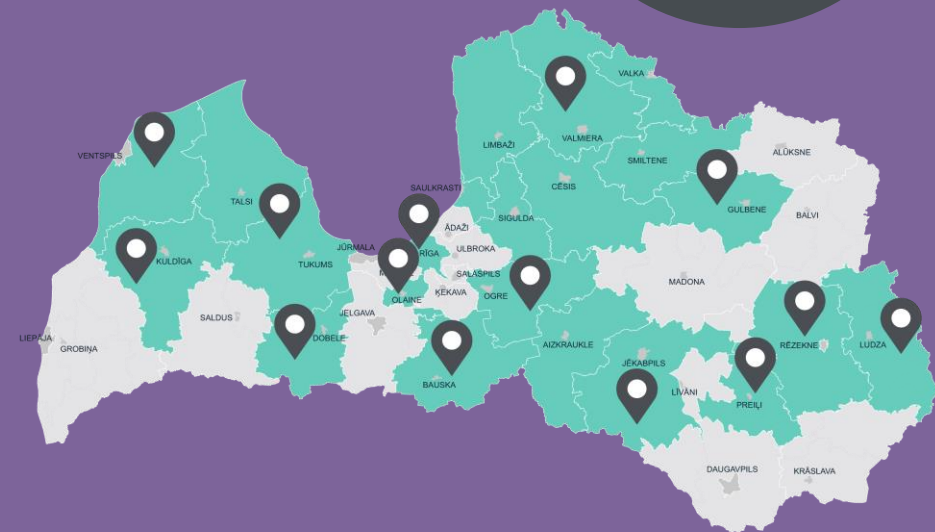 VALKA
LIMBAŽI
VALMIERA
SMILTENE
ALŪKSNE
VENTSPILS
CĒSIS
TALSI
SAULKRASTI
SIGULDA
GULBENE
BALVI
ĀDAŽI
RĪGA
JŪRMALA
ULBROKA
KULDĪGA
TUKUMS
SALASPILS
MADONA
ĶEKAVA
OGRE
OLAINE
JELGAVA
SALDUS
LIEPĀJA
GROBIŅA
DOBELE
AIZKRAUKLE
RĒZEKNE
LUDZA
JĒKABPILS
BAUSKA
LĪVĀNI
PREIĻI
DAUGAVPILS
KRĀSLAVA